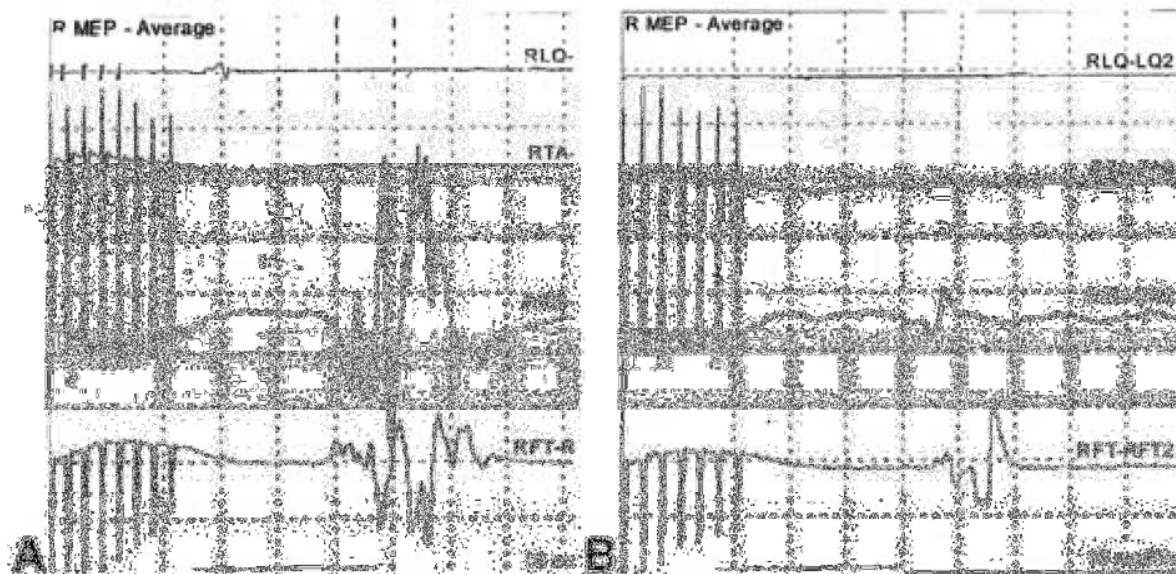 R MEP - Average
RLQ-
RTA-
RFT-R
A
R MEP - Average
RLQ-LQ2
RFT-RFT2
B